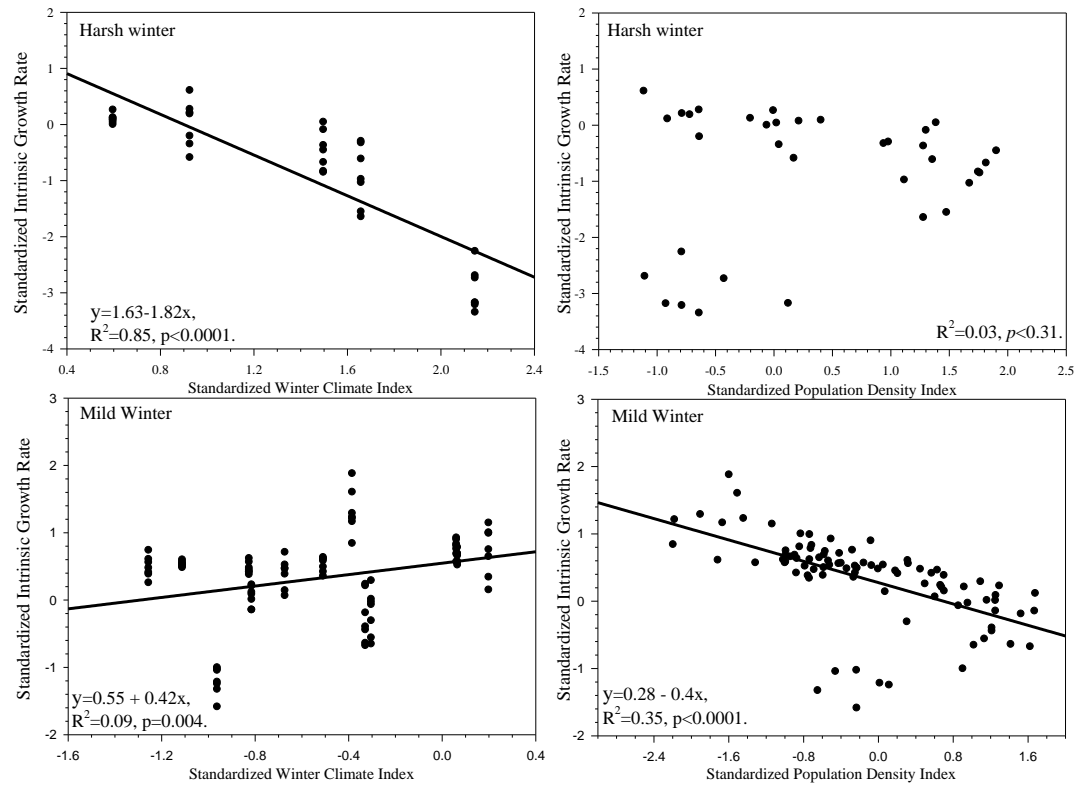 Harsh winter
Standardized Intrinsic Growth Rate
2
1
0
-1
-2
-3
-4
y=1.63-1.82x,
R²=0.85, p<0.0001.
0.4 0.8 1.2 1.6 2.0 2.4
Standardized Winter Climate Index
Harsh winter
Standardized Intrinsic Growth Rate
2
1
0
-1
-2
-3
-4
R²=0.03, p<0.31.
-1.5 -1.0 -0.5 0.0 0.5 1.0 1.5 2.0 2.5
Standardized Population Density Index
Mild Winter
Standardized Intrinsic Growth Rate
3
2
1
0
-1
-2
y=0.55 + 0.42x,
R²=0.09, p=0.004.
-1.6 -1.2 -0.8 -0.4 0.0 0.4
Standardized Winter Climate Index
Mild Winter
Standardized Intrinsic Growth Rate
3
2
1
0
-1
-2
y=0.28 - 0.4x,
R²=0.35, p<0.0001.
-2.4 -1.6 -0.8 0.0 0.8 1.6
Standardized Population Density Index